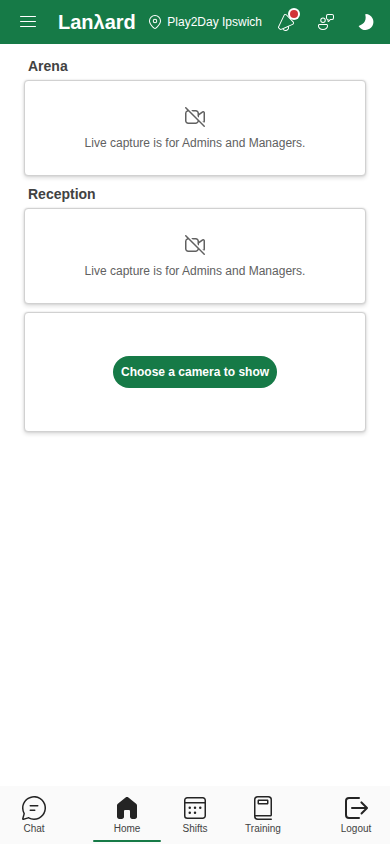 Lanλard
Play2Day Ipswich
Arena
Live capture is for Admins and Managers.
Reception
Live capture is for Admins and Managers.
Choose a camera to show
Chat
Home
Shifts
Training
Logout